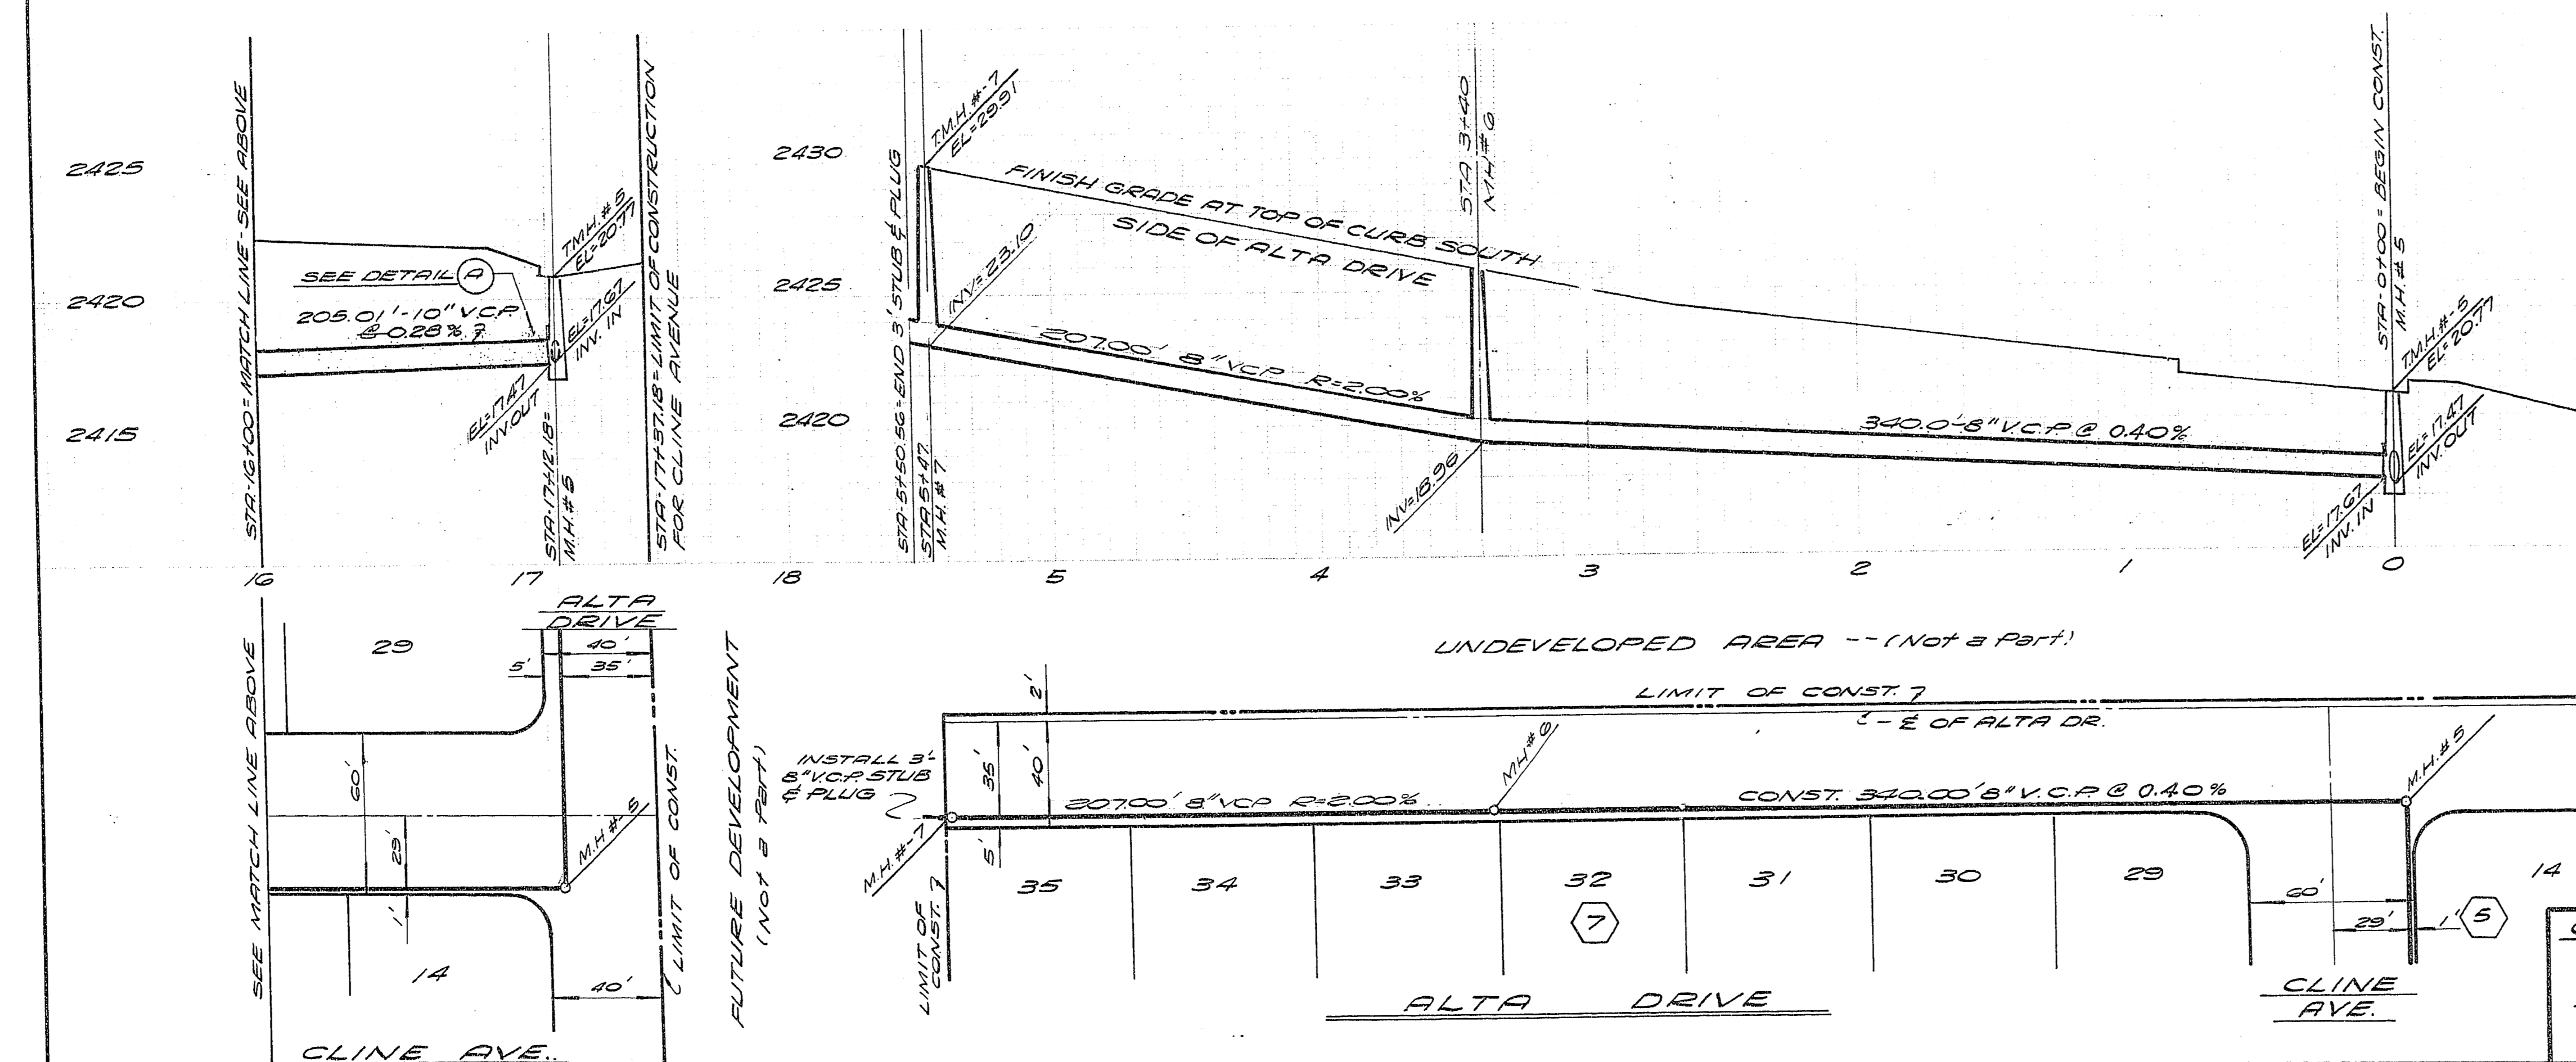 2425
2420
2415
STA-16+00=MATCH LINE-SEE ABOVE
SEE DETAIL A
205.01'-10" V.C.P.
@ 0.28%
T.M.H. #5
EL=20.77
EL=17.67
INV. IN
EL=17.47
INV. OUT
STA-17+12.18=
M.H. #5
STA-17+37.18=LIMIT OF CONSTRUCTION
FOR CLINE AVENUE
2430
2425
2420
STA-5+50.56=END 3' STUB & PLUG
STA 5+47
M.H. #7
T.M.H. #-7
EL=29.91
INV=23.10
FINISH GRADE AT TOP OF CURB SOUTH
SIDE OF ALTA DRIVE
207.00' 8" VCP R=2.00%
STA 3+40
MH #6
INV=18.96
340.0'-8" V.C.P. @ 0.40%
STA-0+00=BEGIN CONST.
M.H. #5
T.M.H. #-5
EL=20.77
EL=17.47
INV. OUT
EL=17.67
INV. IN
16 17 18 5 4 3 2 1 0
SEE MATCH LINE ABOVE
29
ALTA
DRIVE
40'
5' 35'
60'
29'
1'
M.H #-5
14
40'
LIMIT OF CONST.
CLINE AVE.
FUTURE DEVELOPMENT
(Not a Part)
UNDEVELOPED AREA -- (Not a Part)
LIMIT OF CONST.
℄ OF ALTA DR.
2'
35'
40'
5'
INSTALL 3'-
8" V.C.P. STUB
& PLUG
M.H. #-7
LIMIT OF
CONST.
207.00' 8" VCP R=2.00%
MH #6
CONST. 340.00' 8" V.C.P. @ 0.40%
M.H. #5
35 34 33 32 31 30 29 14
7
60'
29' 1'
5
ALTA DRIVE
CLINE
AVE.